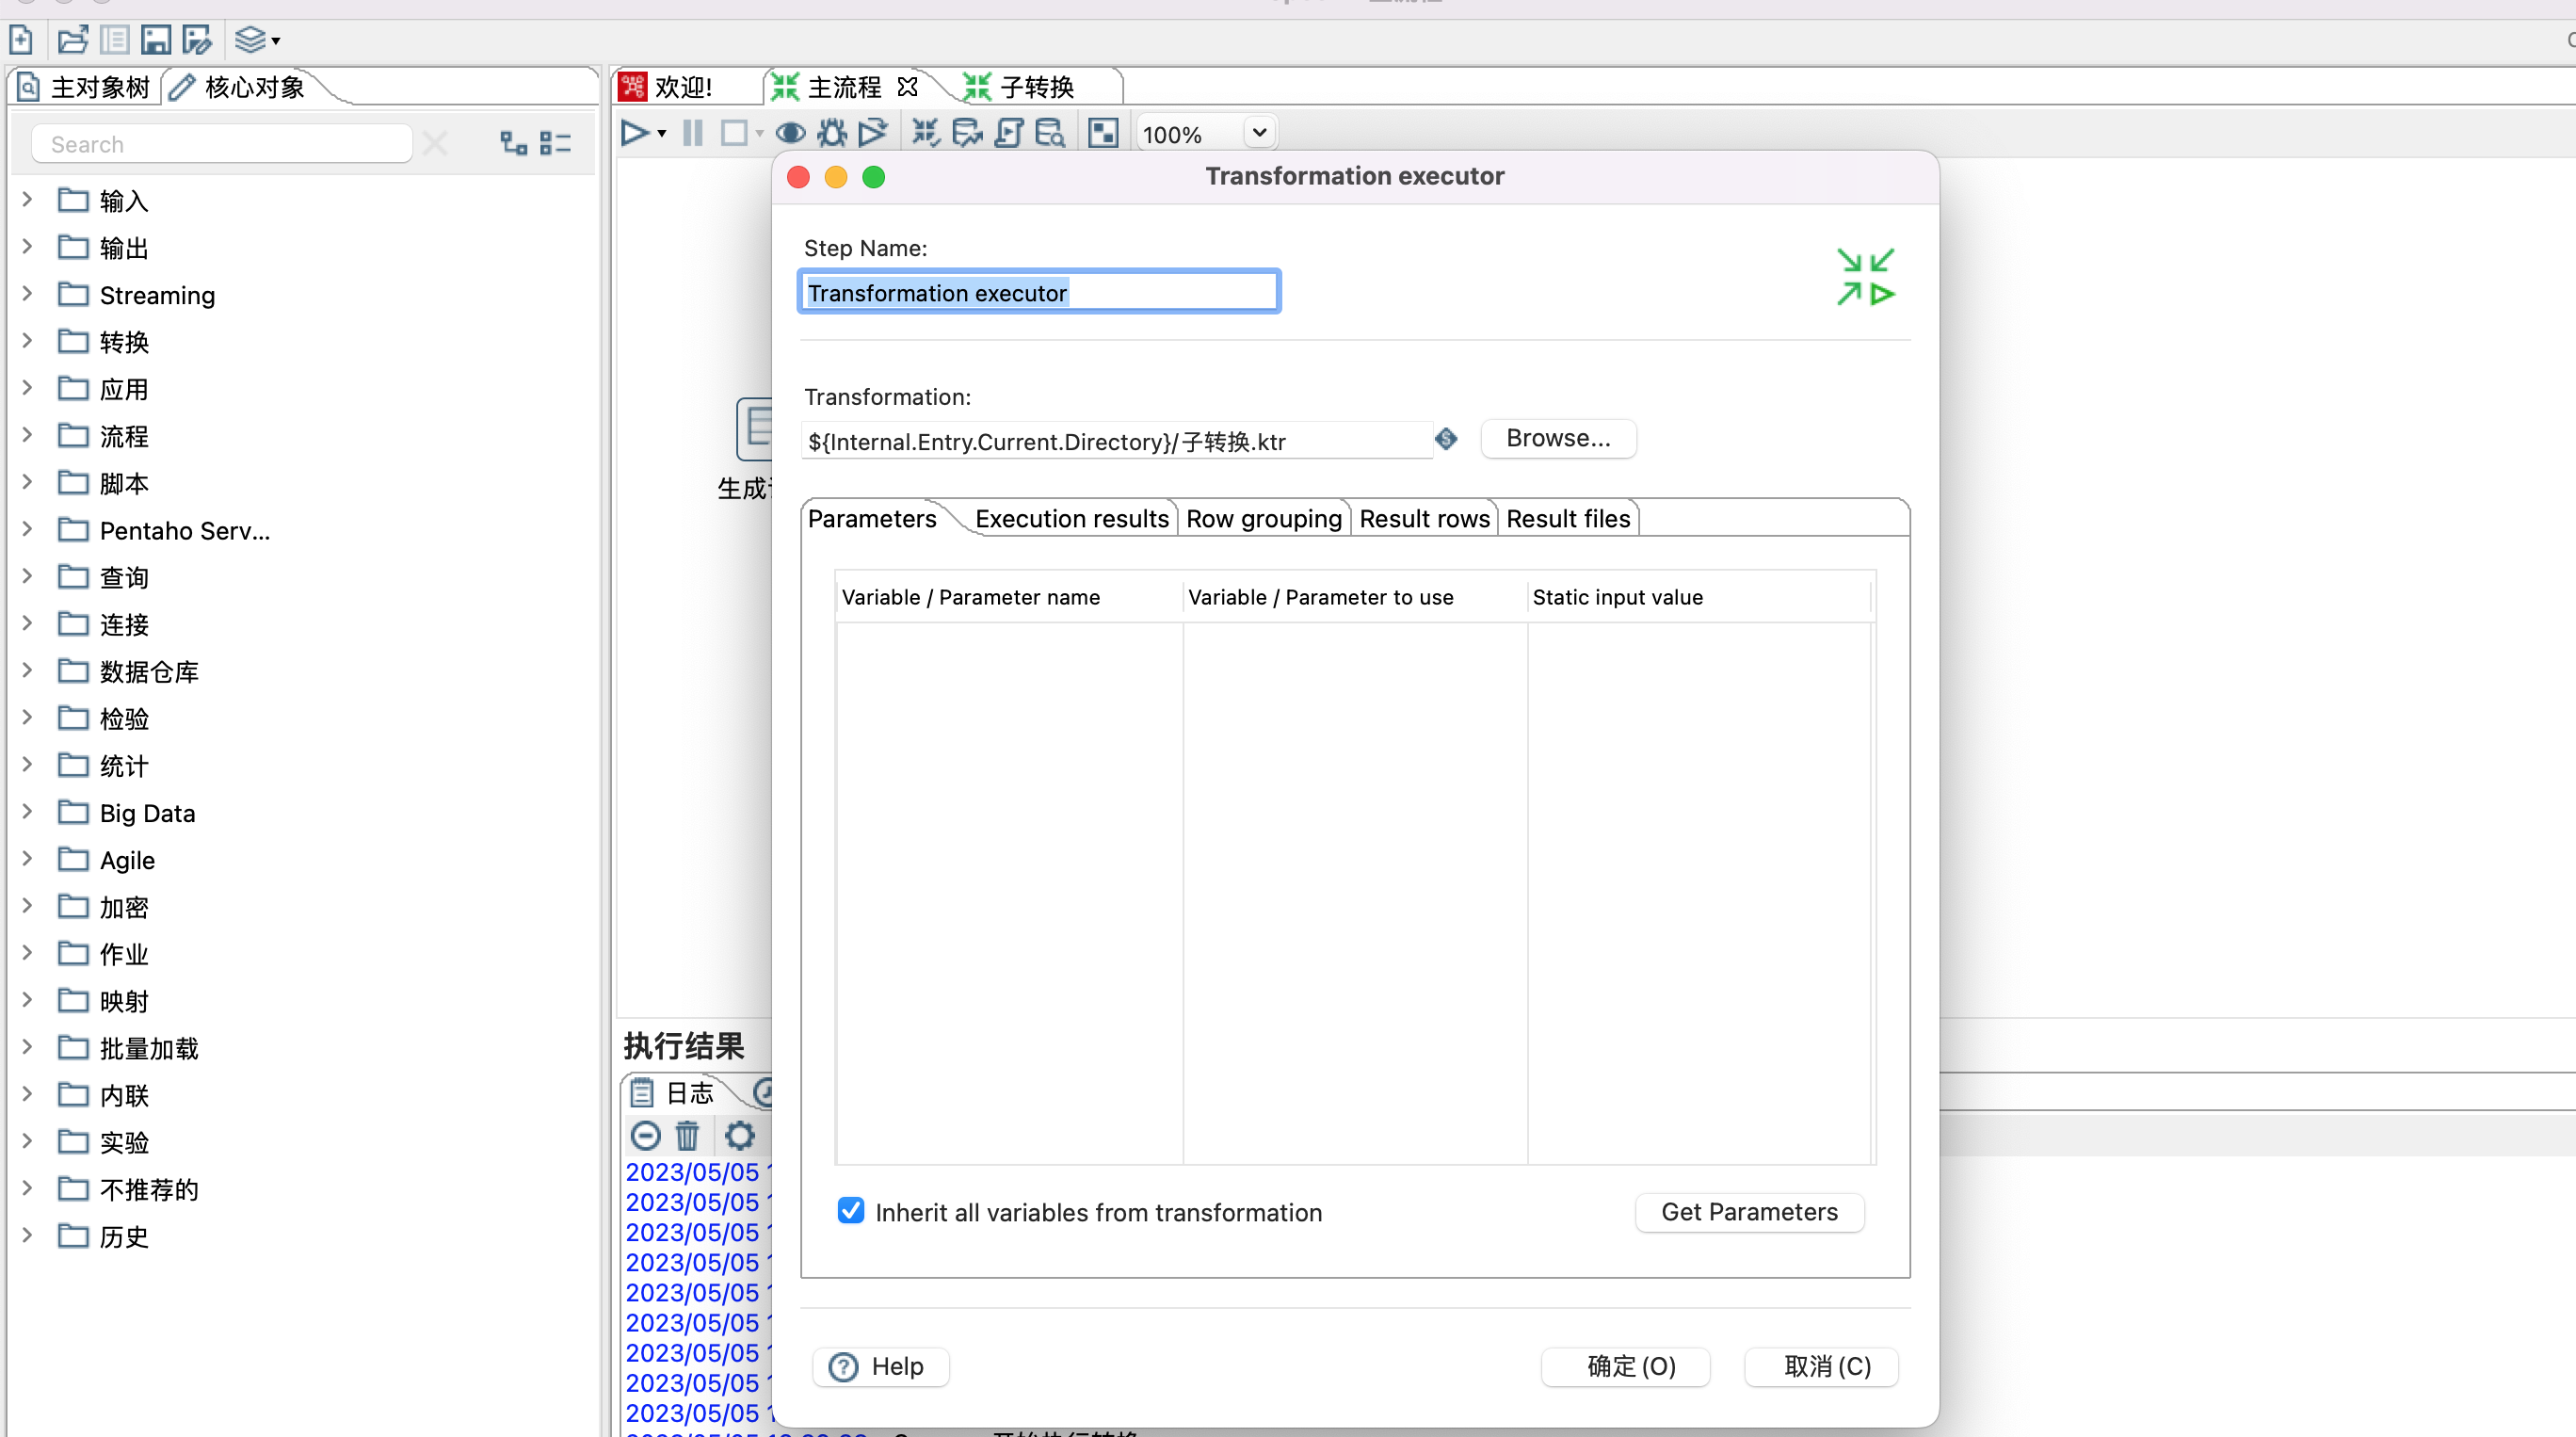 主对象树
核心对象
欢迎!
主流程
子转换
Search
100%
输入
输出
Streaming
转换
应用
流程
脚本
Pentaho Serv...
查询
连接
数据仓库
检验
统计
Big Data
Agile
加密
作业
映射
批量加载
内联
实验
不推荐的
历史
生成
Transformation executor
Step Name:
Transformation executor
Transformation:
${Internal.Entry.Current.Directory}/子转换.ktr
Browse...
Parameters
Execution results
Row grouping
Result rows
Result files
Variable / Parameter name
Variable / Parameter to use
Static input value
Inherit all variables from transformation
Get Parameters
Help
确定(O)
取消(C)
执行结果
日志
2023/05/05
2023/05/05
2023/05/05
2023/05/05
2023/05/05
2023/05/05
2023/05/05
2023/05/05
2023/05/05